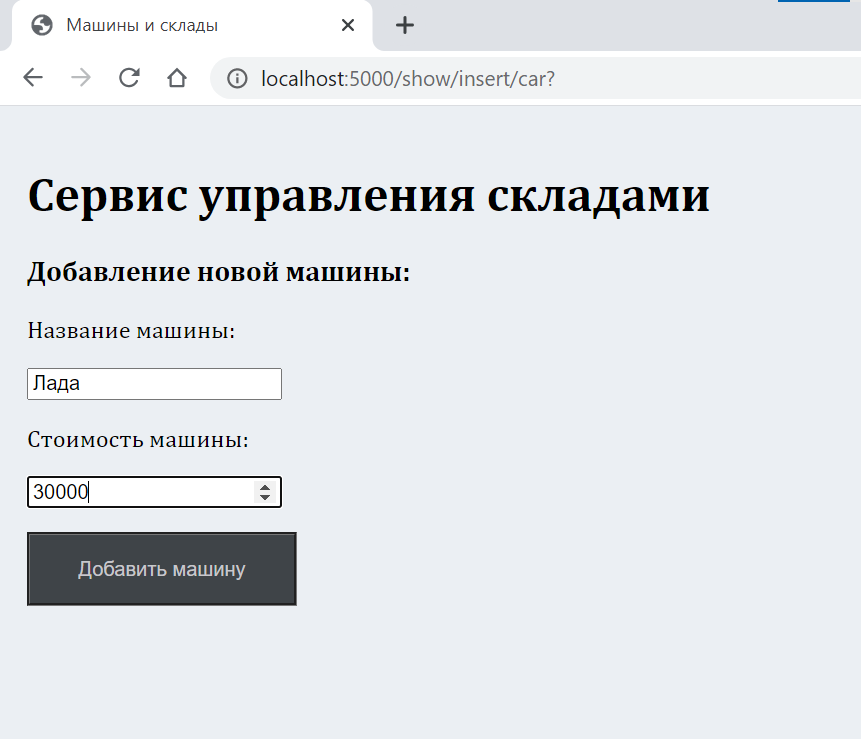 Машины и склады
localhost:5000/show/insert/car?
Сервис управления складами
Добавление новой машины:
Название машины:
Лада
Стоимость машины:
30000
Добавить машину